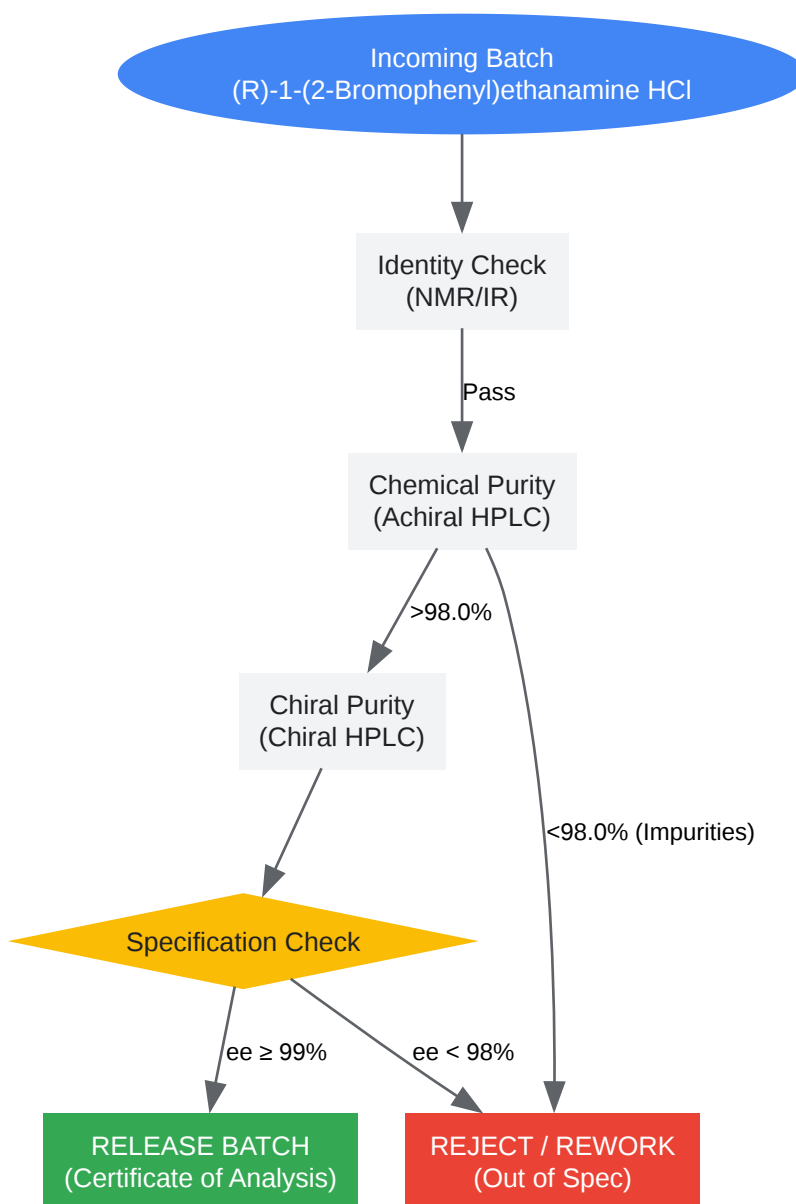 Incoming Batch
(R)-1-(2-Bromophenyl)ethanamine HCl
Identity Check
(NMR/IR)
Pass
Chemical Purity
(Achiral HPLC)
>98.0%
Chiral Purity
(Chiral HPLC)
<98.0% (Impurities)
Specification Check
ee ≥ 99%
ee < 98%
RELEASE BATCH
(Certificate of Analysis)
REJECT / REWORK
(Out of Spec)